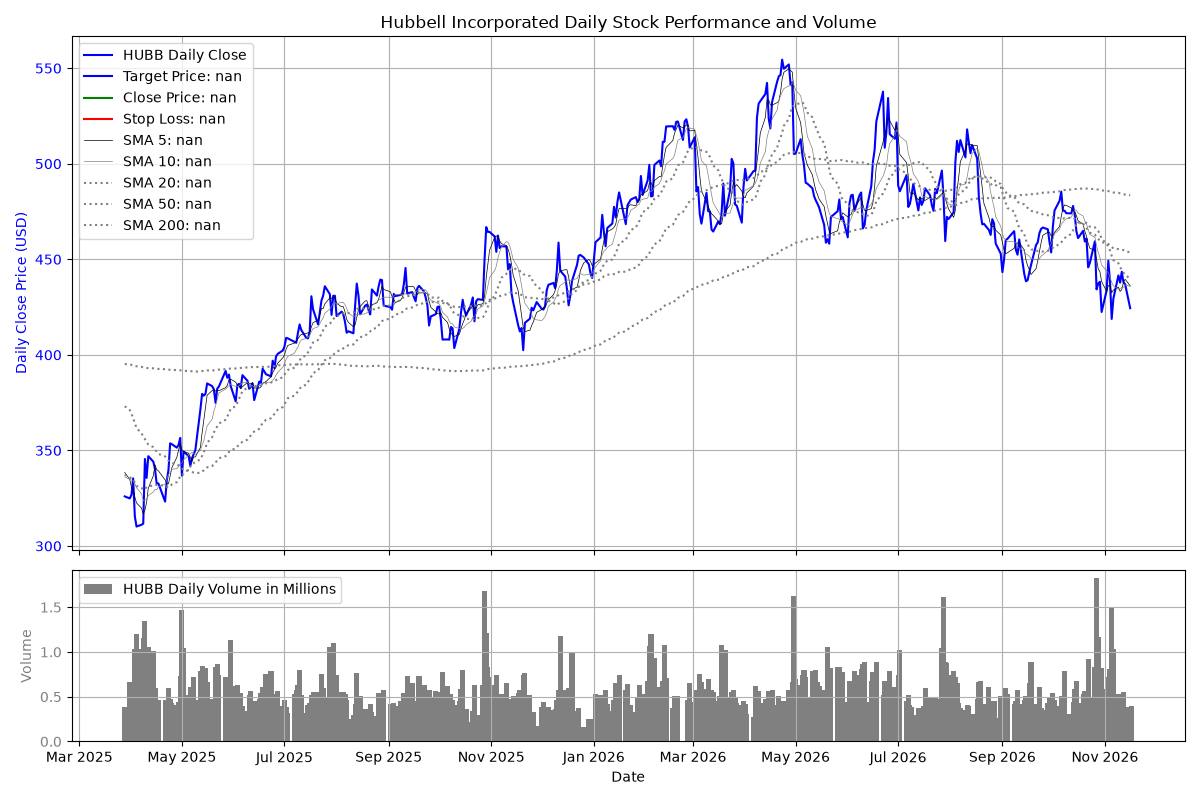 Hubbell Incorporated Daily Stock Performance and Volume
HUBB Daily Close
Target Price: nan
Close Price: nan
Stop Loss: nan
SMA 5: nan
SMA 10: nan
SMA 20: nan
SMA 50: nan
SMA 200: nan
Daily Close Price (USD)
550
500
450
400
350
300
HUBB Daily Volume in Millions
Volume
1.5
1.0
0.5
0.0
Mar 2025 May 2025 Jul 2025 Sep 2025 Nov 2025 Jan 2026 Mar 2026 May 2026 Jul 2026 Sep 2026 Nov 2026
Date